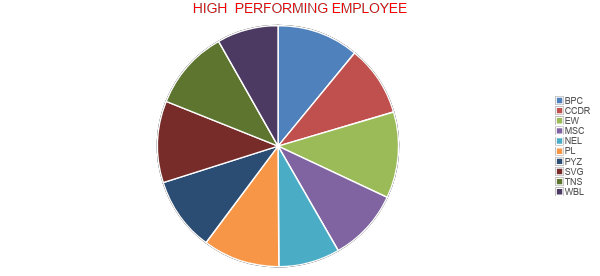 HIGH  PERFORMING EMPLOYEE
BPC
CCDR
EW
MSC
NEL
PL
PYZ
SVG
TNS
WBL